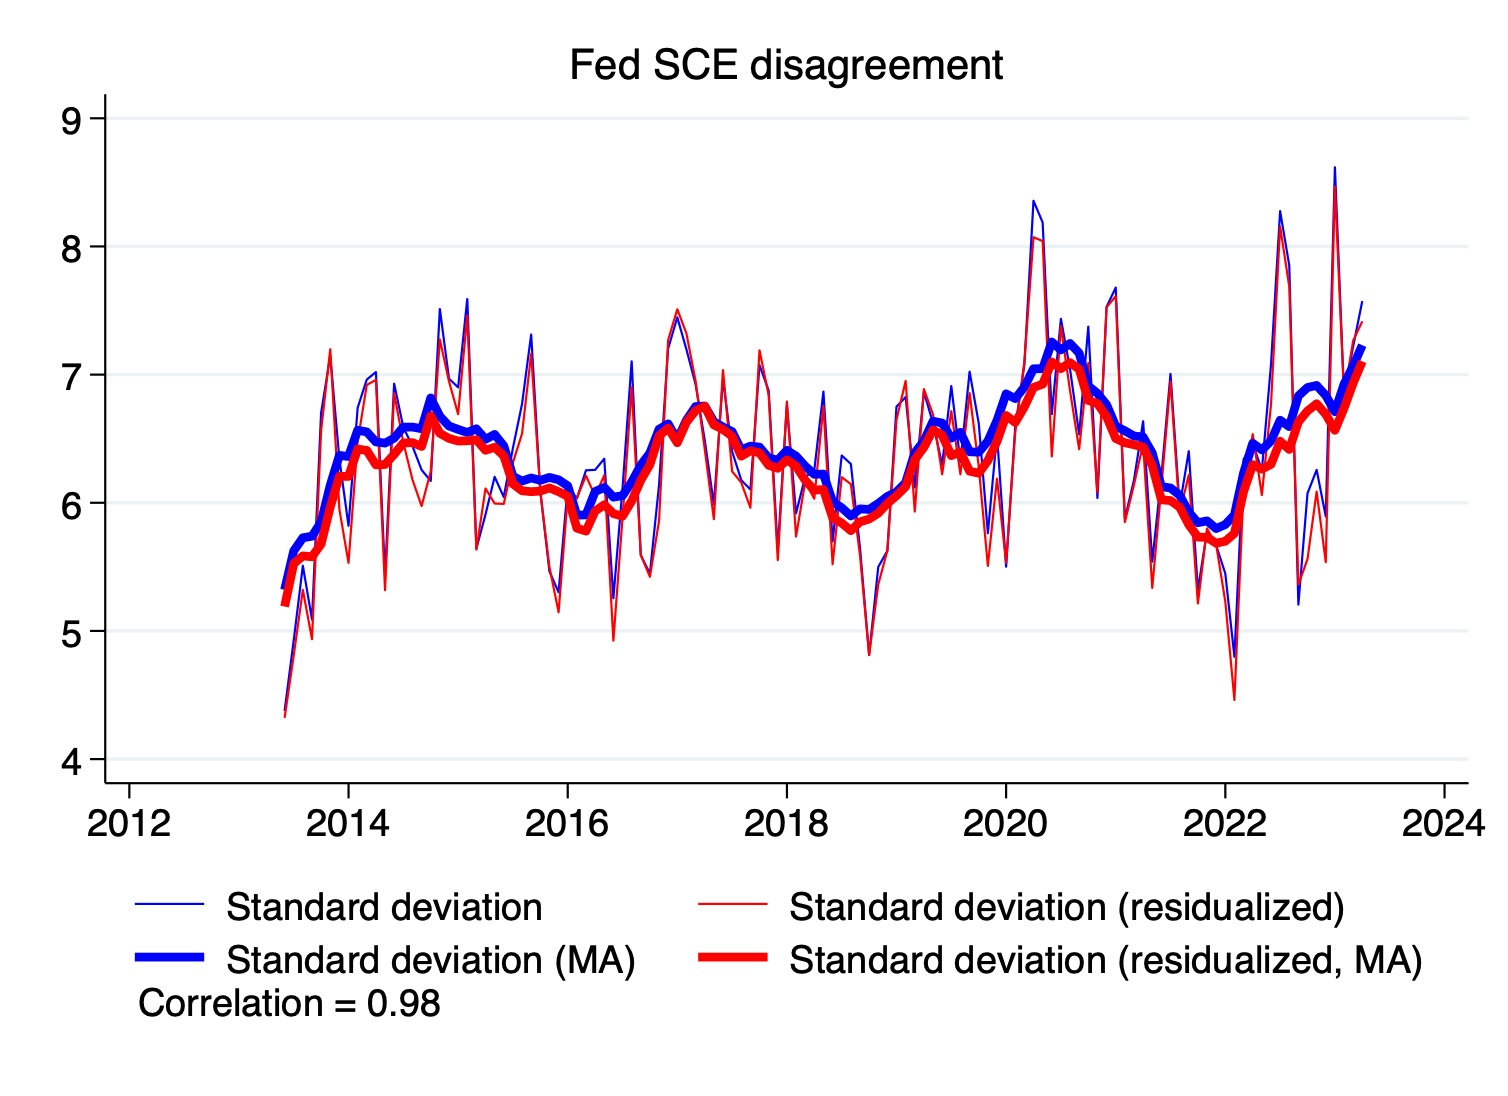 Fed SCE disagreement
9
8
7
6
5
4
2012 2014 2016 2018 2020 2022 2024
Standard deviation Standard deviation (residualized)
Standard deviation (MA) Standard deviation (residualized, MA)
Correlation = 0.98